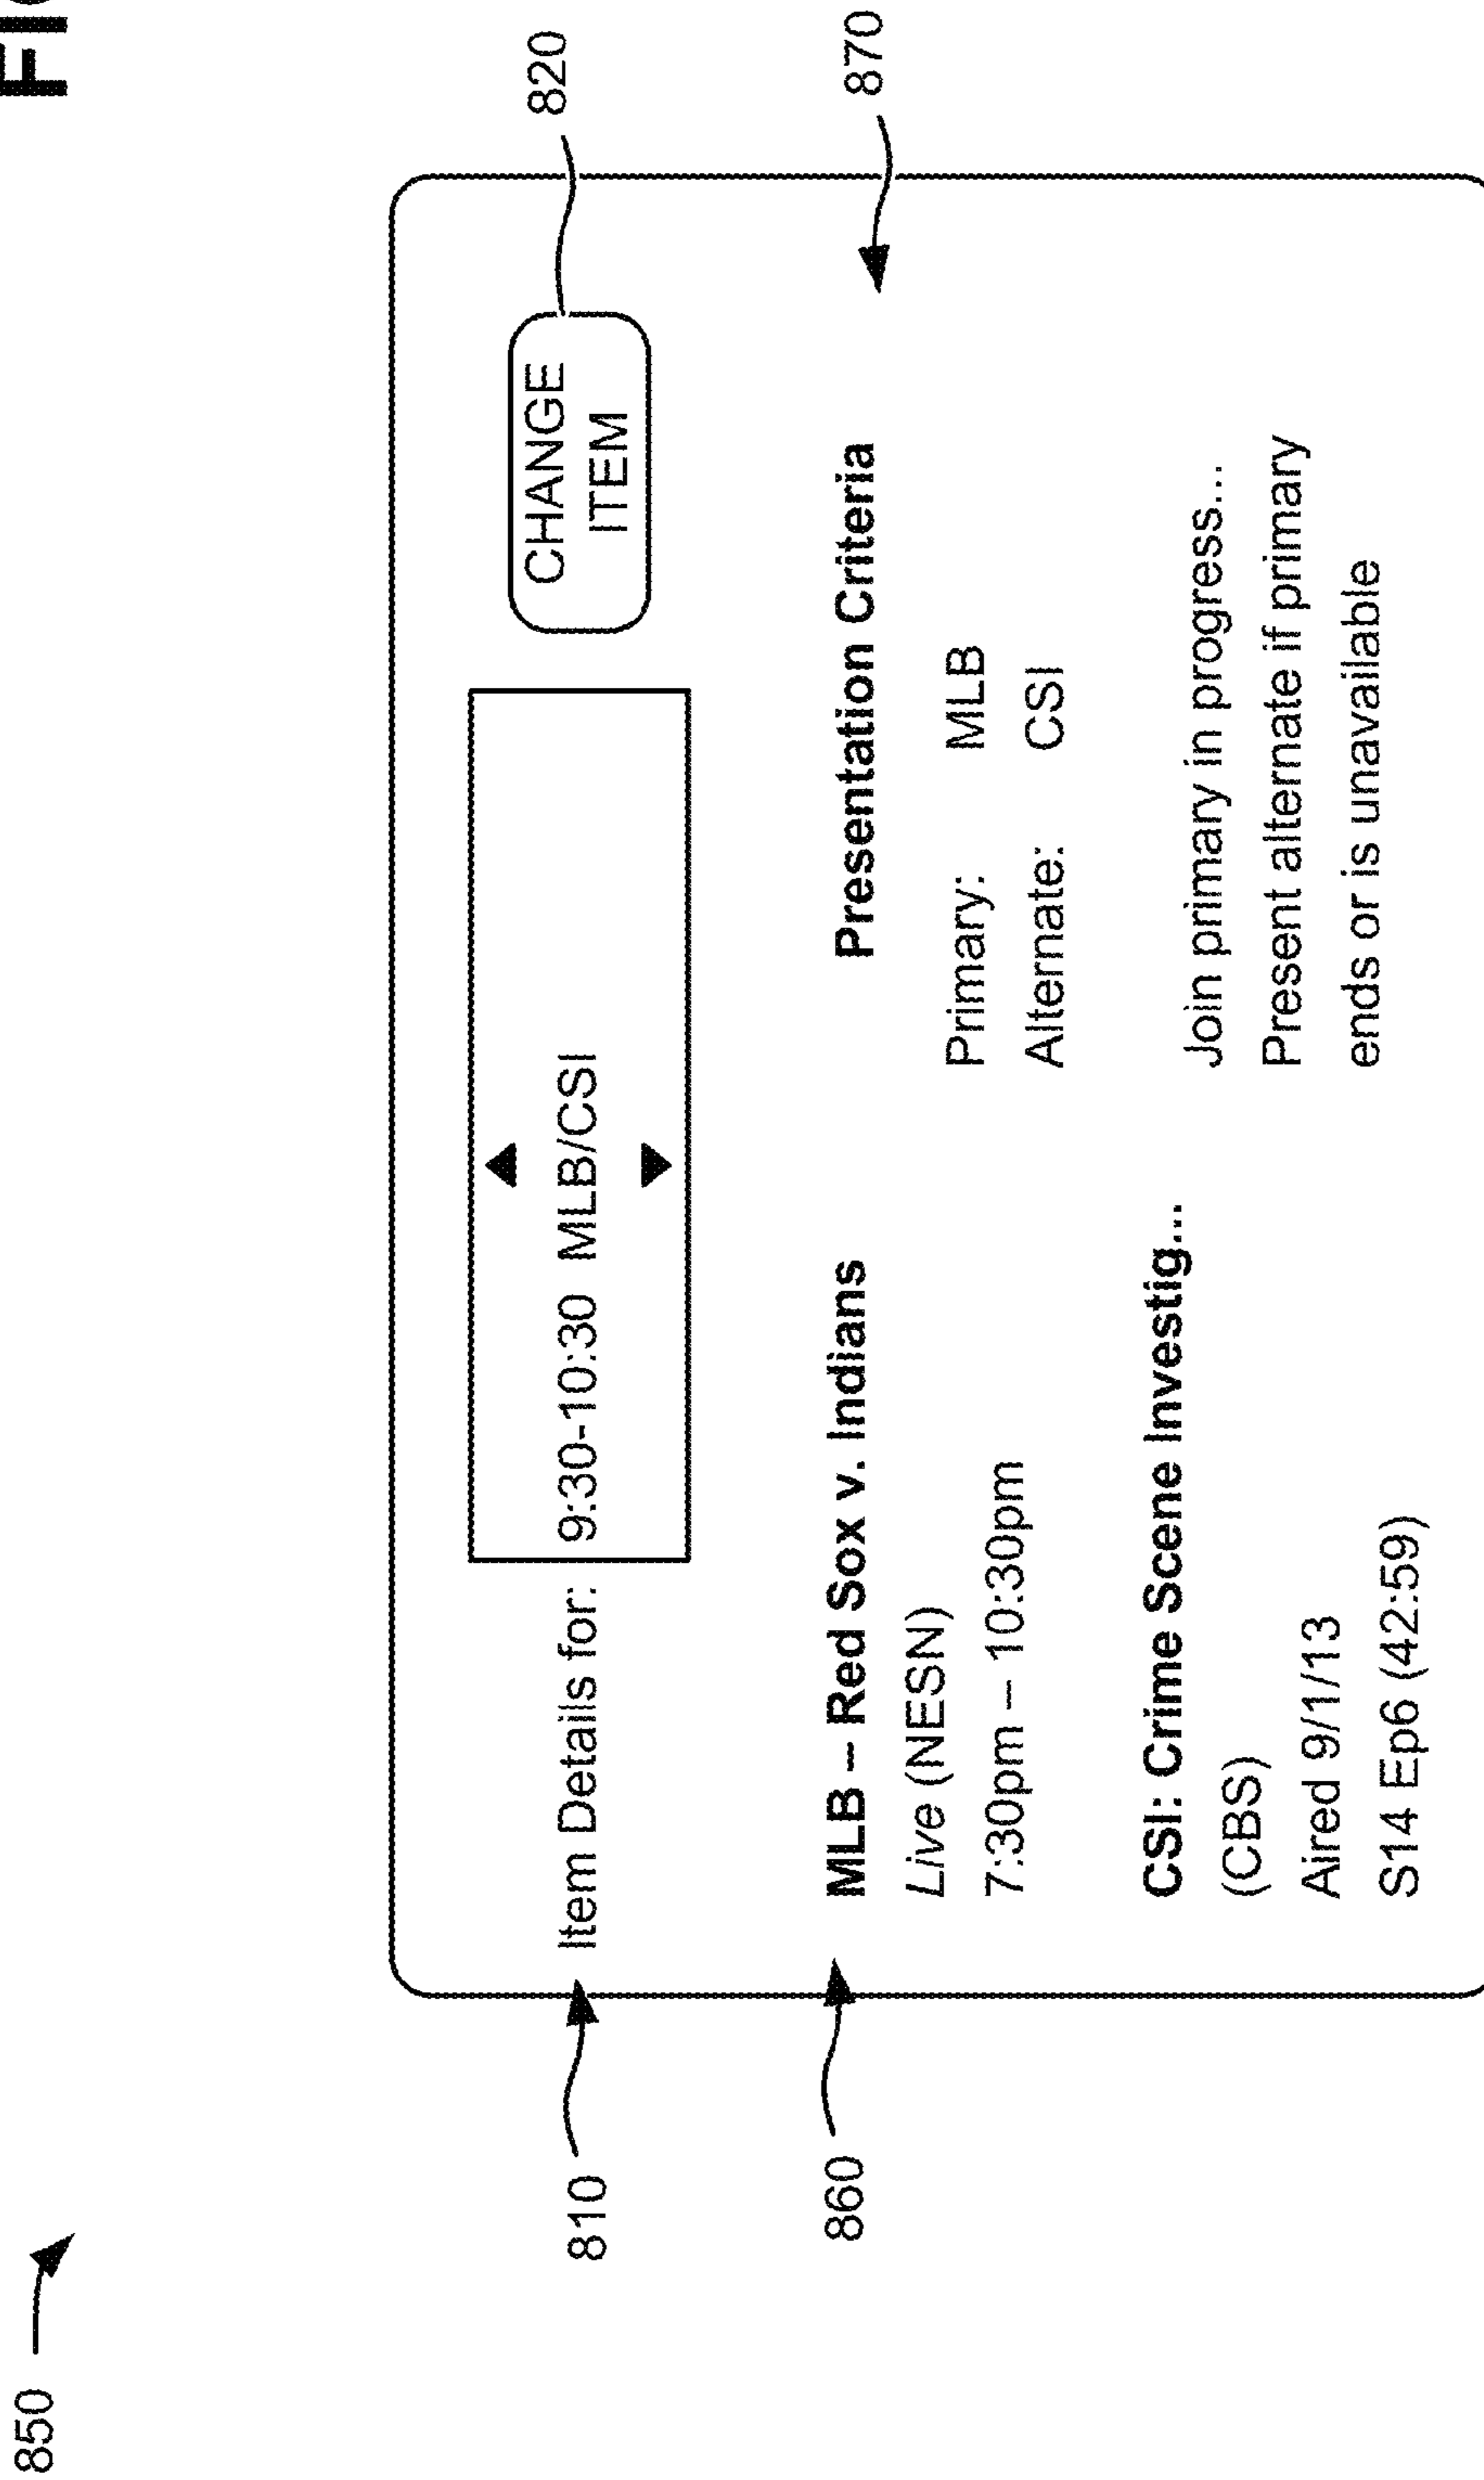 850
820
810
Item Details for:
9:30-10:30 MLB/CSI
CHANGE
ITEM
870
860
MLB – Red Sox v. Indians
Live (NESN)
7:30pm – 10:30pm
CSI: Crime Scene Investig...
(CBS)
Aired 9/1/13
S14 Ep6 (42:59)
Presentation Criteria
Primary: MLB
Alternate: CSI
Join primary in progress...
Present alternate if primary
ends or is unavailable